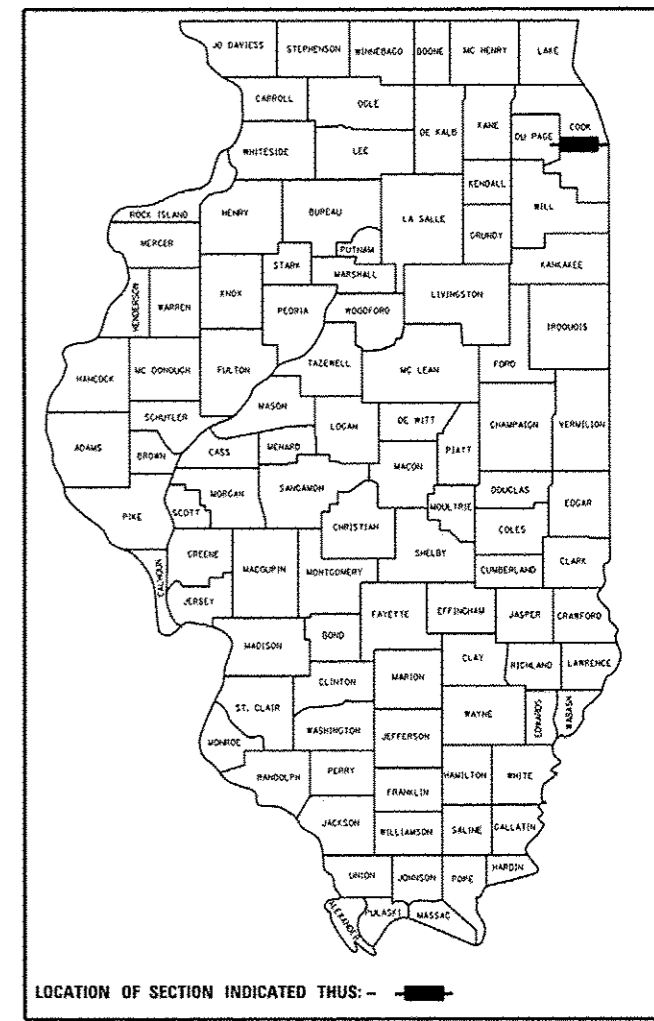 JO DAVIESS STEPHENSON WINNEBAGO BOONE MC HENRY LAKE
CARROLL OGLE DE KALB KANE DU PAGE COOK
WHITESIDE LEE KENDALL WILL
ROCK ISLAND HENRY BUREAU LA SALLE GRUNDY
MERCER PUTNAM KANKAKEE
STARK MARSHALL
HENDERSON WARREN KNOX PEORIA WOODFORD LIVINGSTON IROQUOIS
HANCOCK MC DONOUGH FULTON TAZEWELL MC LEAN FORD
SCHUYLER MASON LOGAN DE WITT CHAMPAIGN VERMILION
ADAMS BROWN CASS MENARD MACON PIATT
PIKE SCOTT MORGAN SANGAMON CHRISTIAN MOULTRIE DOUGLAS EDGAR
COLES
CALHOUN GREENE MACOUPIN MONTGOMERY SHELBY CUMBERLAND CLARK
JERSEY FAYETTE EFFINGHAM JASPER CRAWFORD
MADISON BOND
CLINTON MARION CLAY RICHLAND LAWRENCE
ST. CLAIR WAYNE EDWARDS WABASH
MONROE WASHINGTON JEFFERSON
RANDOLPH PERRY FRANKLIN HAMILTON WHITE
JACKSON WILLIAMSON SALINE GALLATIN
UNION JOHNSON POPE HARDIN
ALEXANDER PULASKI MASSAC
LOCATION OF SECTION INDICATED THUS: -